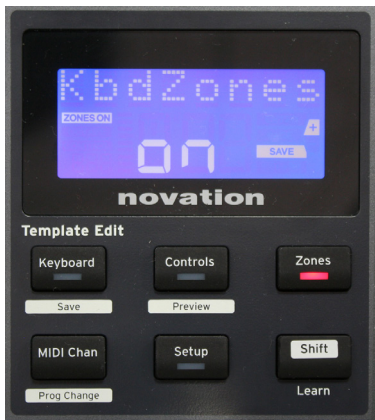 KbdZones
ZONES ON
+
on
SAVE
novation
Template Edit
Keyboard
Controls
Zones
Save
Preview
MIDI Chan
Setup
Shift
Prog Change
Learn